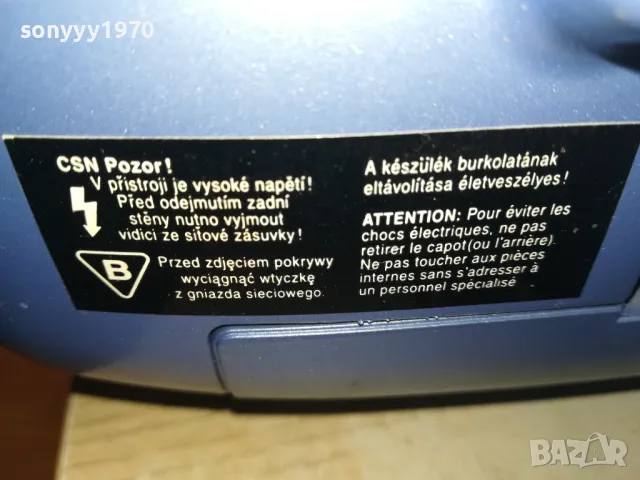 sonyyy1970
CSN Pozor!
V přístroji je vysoké napětí!
Před odejmutím zadní
stěny nutno vyjmout
vidici ze síťové zásuvky!
B
Przed zdjęciem pokrywy
wyciągnąć wtyczkę
z gniazda sieciowego.
A készülék burkolatának
eltávolítása életveszélyes!
ATTENTION: Pour éviter les
chocs électriques, ne pas
retirer le capot(ou l'arrière).
Ne pas toucher aux pièces
internes sans s'adresser à
un personnel spécialisé
BAZAR
bg